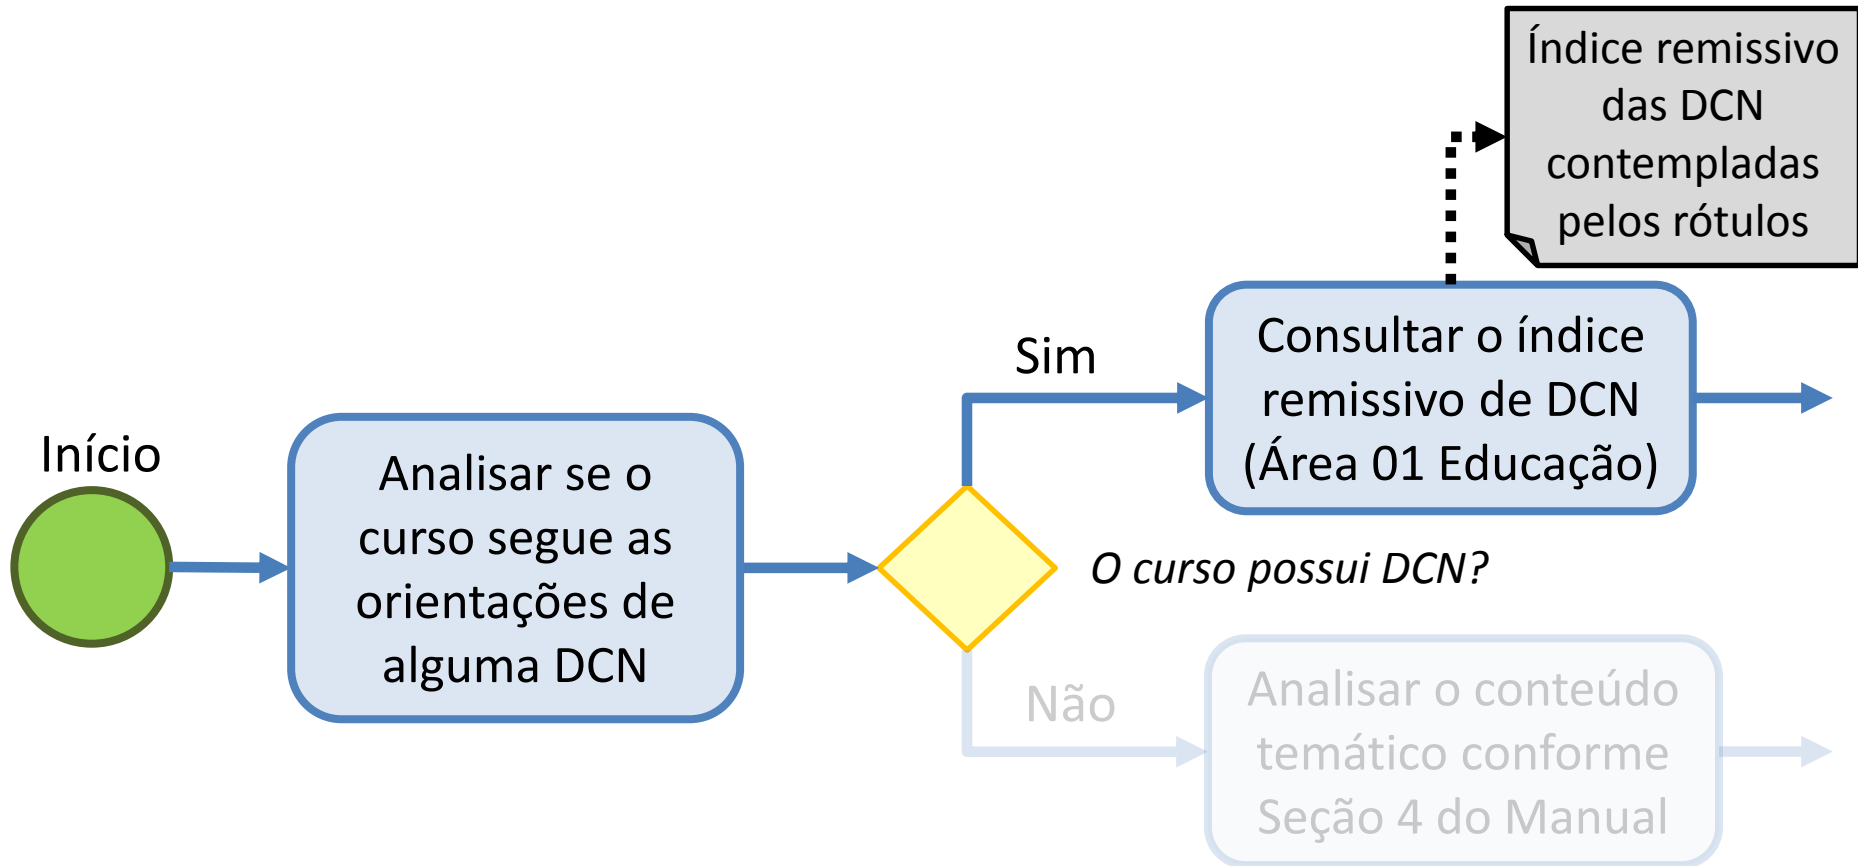 Índice remissivo
das DCN
contempladas
pelos rótulos
Início
Analisar se o
curso segue as
orientações de
alguma DCN
Sim
Consultar o índice
remissivo de DCN
(Área 01 Educação)
O curso possui DCN?
Não
Analisar o conteúdo
temático conforme
Seção 4 do Manual